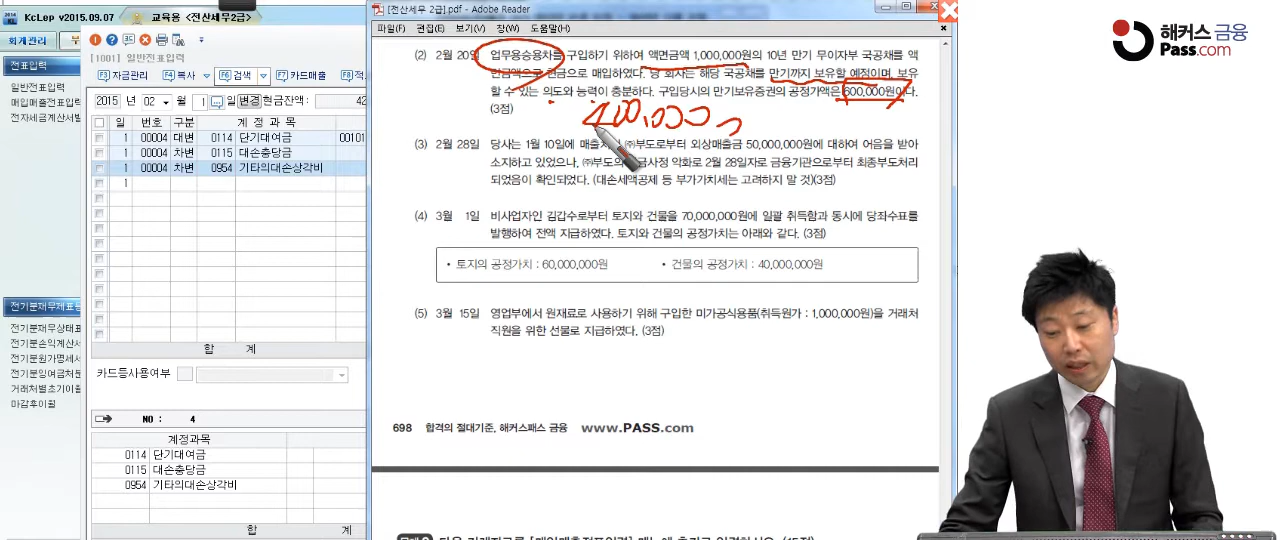 KcLep v2015.09.07 교육용 <전산세무2급>
회계관리
전표입력
일반전표입력
매입매출전표입
전자세금계산서발
전기분재무제표등
전기분재무상태표
전기분손익계산서
전기분원가명세서
전기분잉여금처분
거래처별초기이월
마감후이월
[1001] 일반전표입력
F3 자금관리 F4 복사 F6 검색 F7 카드매출 F8 적
2015 년 02 월 1 일 변경 현금잔액: 42
일 번호 구분 계 정 과 목
1 00004 대변 0114 단기대여금 00101
1 00004 차변 0115 대손충당금
1 00004 차변 0954 기타의대손상각비
1
합 계
카드등사용여부
NO : 4
계정과목
0114 단기대여금
0115 대손충당금
0954 기타의대손상각비
합 계
[전산세무 2급].pdf - Adobe Reader
파일(F) 편집(E) 보기(V) 창(W) 도움말(H)
(2) 2월 20일 업무용승용차를 구입하기 위하여 액면금액 1,000,000원의 10년 만기 무이자부 국공채를 액
면금액으로 현금으로 매입하였다. 당 회사는 해당 국공채를 만기까지 보유할 예정이며, 보유
할 수 있는 의도와 능력이 충분하다. 구입당시의 만기보유증권의 공정가액은 600,000원이다.
(3점)
400,000
(3) 2월 28일 당사는 1월 10일에 매출처 ㈜부도로부터 외상매출금 50,000,000원에 대하여 어음을 받아
소지하고 있었으나, ㈜부도의 금사정 악화로 2월 28일자로 금융기관으로부터 최종부도처리
되었음이 확인되었다. (대손세액공제 등 부가가치세는 고려하지 말 것)(3점)
(4) 3월 1일 비사업자인 김갑수로부터 토지와 건물을 70,000,000원에 일괄 취득함과 동시에 당좌수표를
발행하여 전액 지급하였다. 토지와 건물의 공정가치는 아래와 같다. (3점)
• 토지의 공정가치 : 60,000,000원 • 건물의 공정가치 : 40,000,000원
(5) 3월 15일 영업부에서 원재료로 사용하기 위해 구입한 미가공식용품(취득원가 : 1,000,000원)을 거래처
직원을 위한 선물로 지급하였다. (3점)
698 합격의 절대기준, 해커스패스 금융 www.PASS.com
해커스 금융
Pass.com